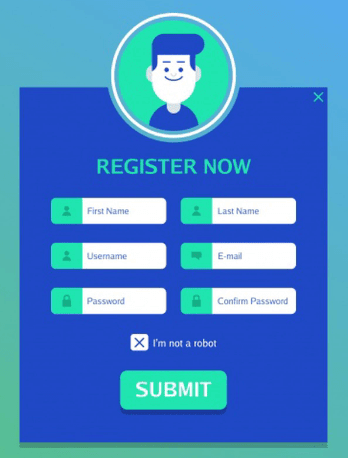 REGISTER NOW
First Name
Last Name
Username
E-mail
Password
Confirm Password
I'm not a robot
SUBMIT